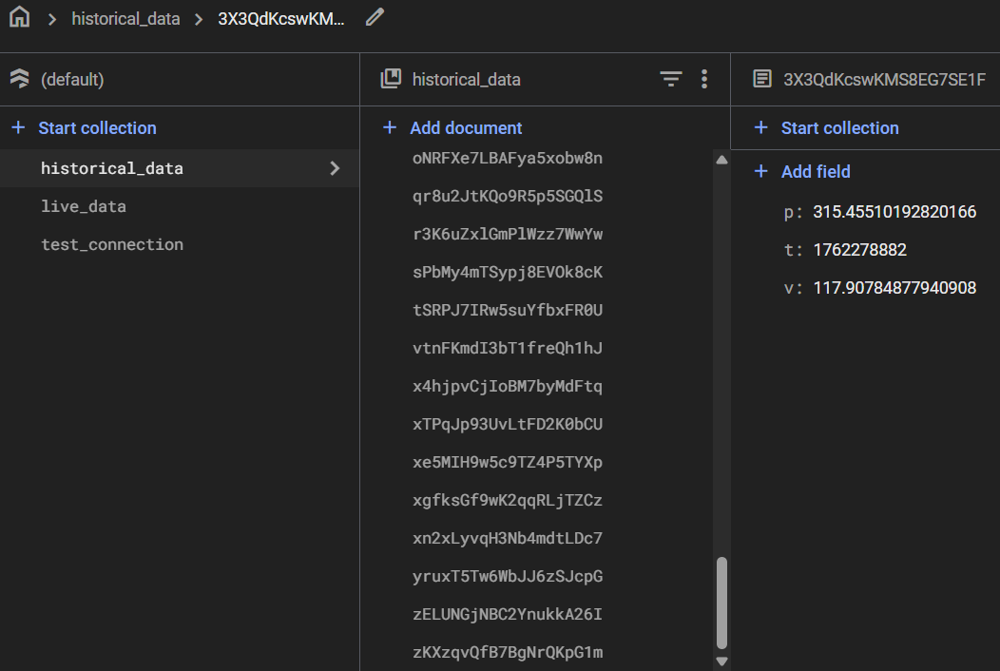 historical_data
3X3QdKcswKM...
(default)
historical_data
3X3QdKcswKMS8EG7SE1F
+ Start collection
+ Add document
+ Start collection
historical_data
live_data
test_connection
oNRFXe7LBAFya5xobw8n
qr8u2JtKQo9R5p5SGQlS
r3K6uZxlGmPlWzz7WwYw
sPbMy4mTSypj8EVOk8cK
tSRPJ7IRw5suYfbxFR0U
vtnFKmdI3bT1freQh1hJ
x4hjpvCjIoBM7byMdFtq
xTPqJp93UvLtFD2K0bCU
xe5MIH9w5c9TZ4P5TYXp
xgfksGf9wK2qqRLjTZCz
xn2xLyvqH3Nb4mdtLDc7
yruxT5Tw6WbJJ6zSJcpG
zELUNGjNBC2YnukkA26I
zKXzqvQfB7BgNrQKpG1m
+ Add field
p: 315.45510192820166
t: 1762278882
v: 117.90784877940908